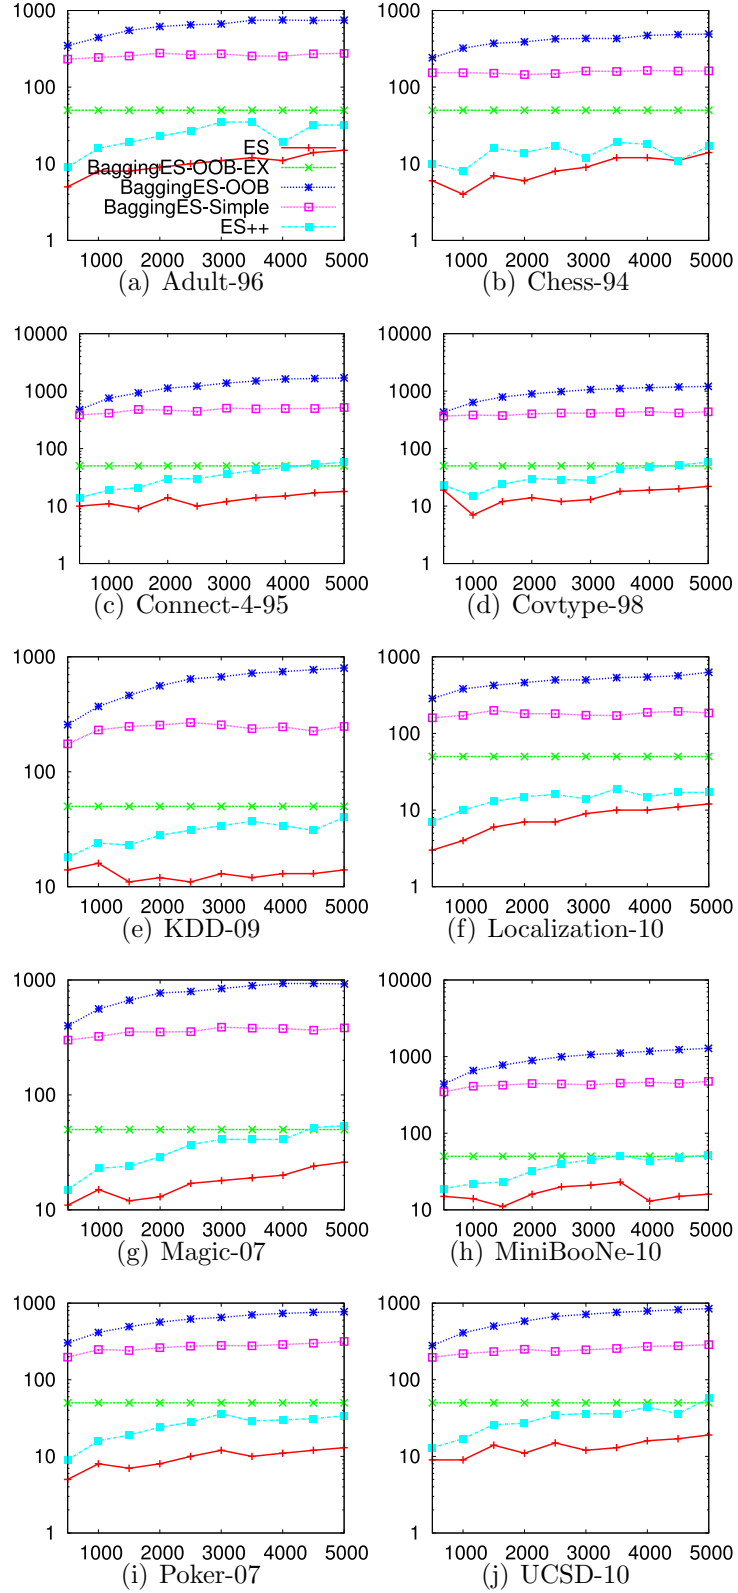 1000
100
10
1
ES
BaggingES-OOB-EX
BaggingES-OOB
BaggingES-Simple
ES++
1000 2000 3000 4000 5000
(a) Adult-96
1000
100
10
1
1000 2000 3000 4000 5000
(b) Chess-94
10000
1000
100
10
1
1000 2000 3000 4000 5000
(c) Connect-4-95
10000
1000
100
10
1
1000 2000 3000 4000 5000
(d) Covtype-98
1000
100
10
1000 2000 3000 4000 5000
(e) KDD-09
1000
100
10
1
1000 2000 3000 4000 5000
(f) Localization-10
1000
100
10
1000 2000 3000 4000 5000
(g) Magic-07
10000
1000
100
10
1000 2000 3000 4000 5000
(h) MiniBooNe-10
1000
100
10
1
1000 2000 3000 4000 5000
(i) Poker-07
1000
100
10
1
1000 2000 3000 4000 5000
(j) UCSD-10